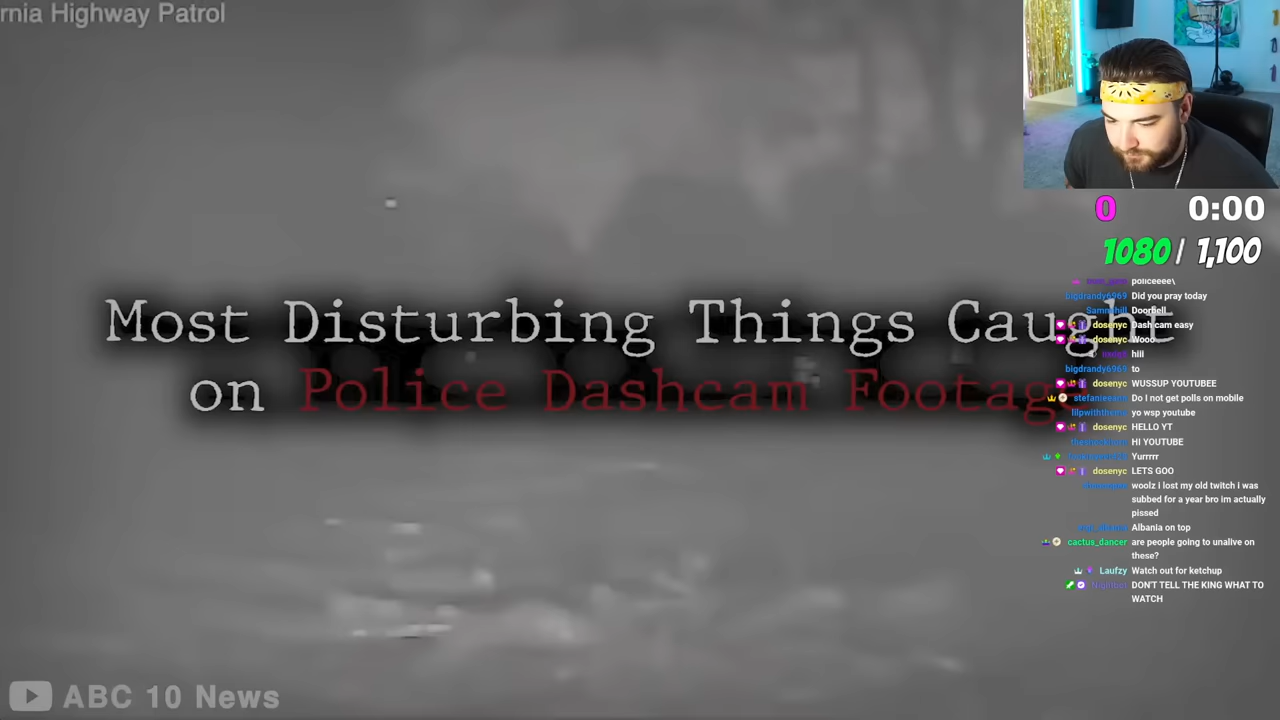 rnia Highway Patrol
0 0:00
1080 / 1,100
policeeee\
bigdrandy6969 Did you pray today
Doorbell
dosenyc Dash cam easy
dosenyc Wooo
hiii
bigdrandy6969 to
dosenyc WUSSUP YOUTUBEE
Do I not get polls on mobile
yo wsp youtube
dosenyc HELLO YT
HI YOUTUBE
Yurrrrr
dosenyc LETS GOO
woolz i lost my old twitch i was
subbed for a year bro im actually
pissed
Albania on top
cactus_dancer are people going to unalive on
these?
Laufzy Watch out for ketchup
DON'T TELL THE KING WHAT TO
WATCH
Most Disturbing Things Caught
on Police Dashcam Footage
ABC 10 News